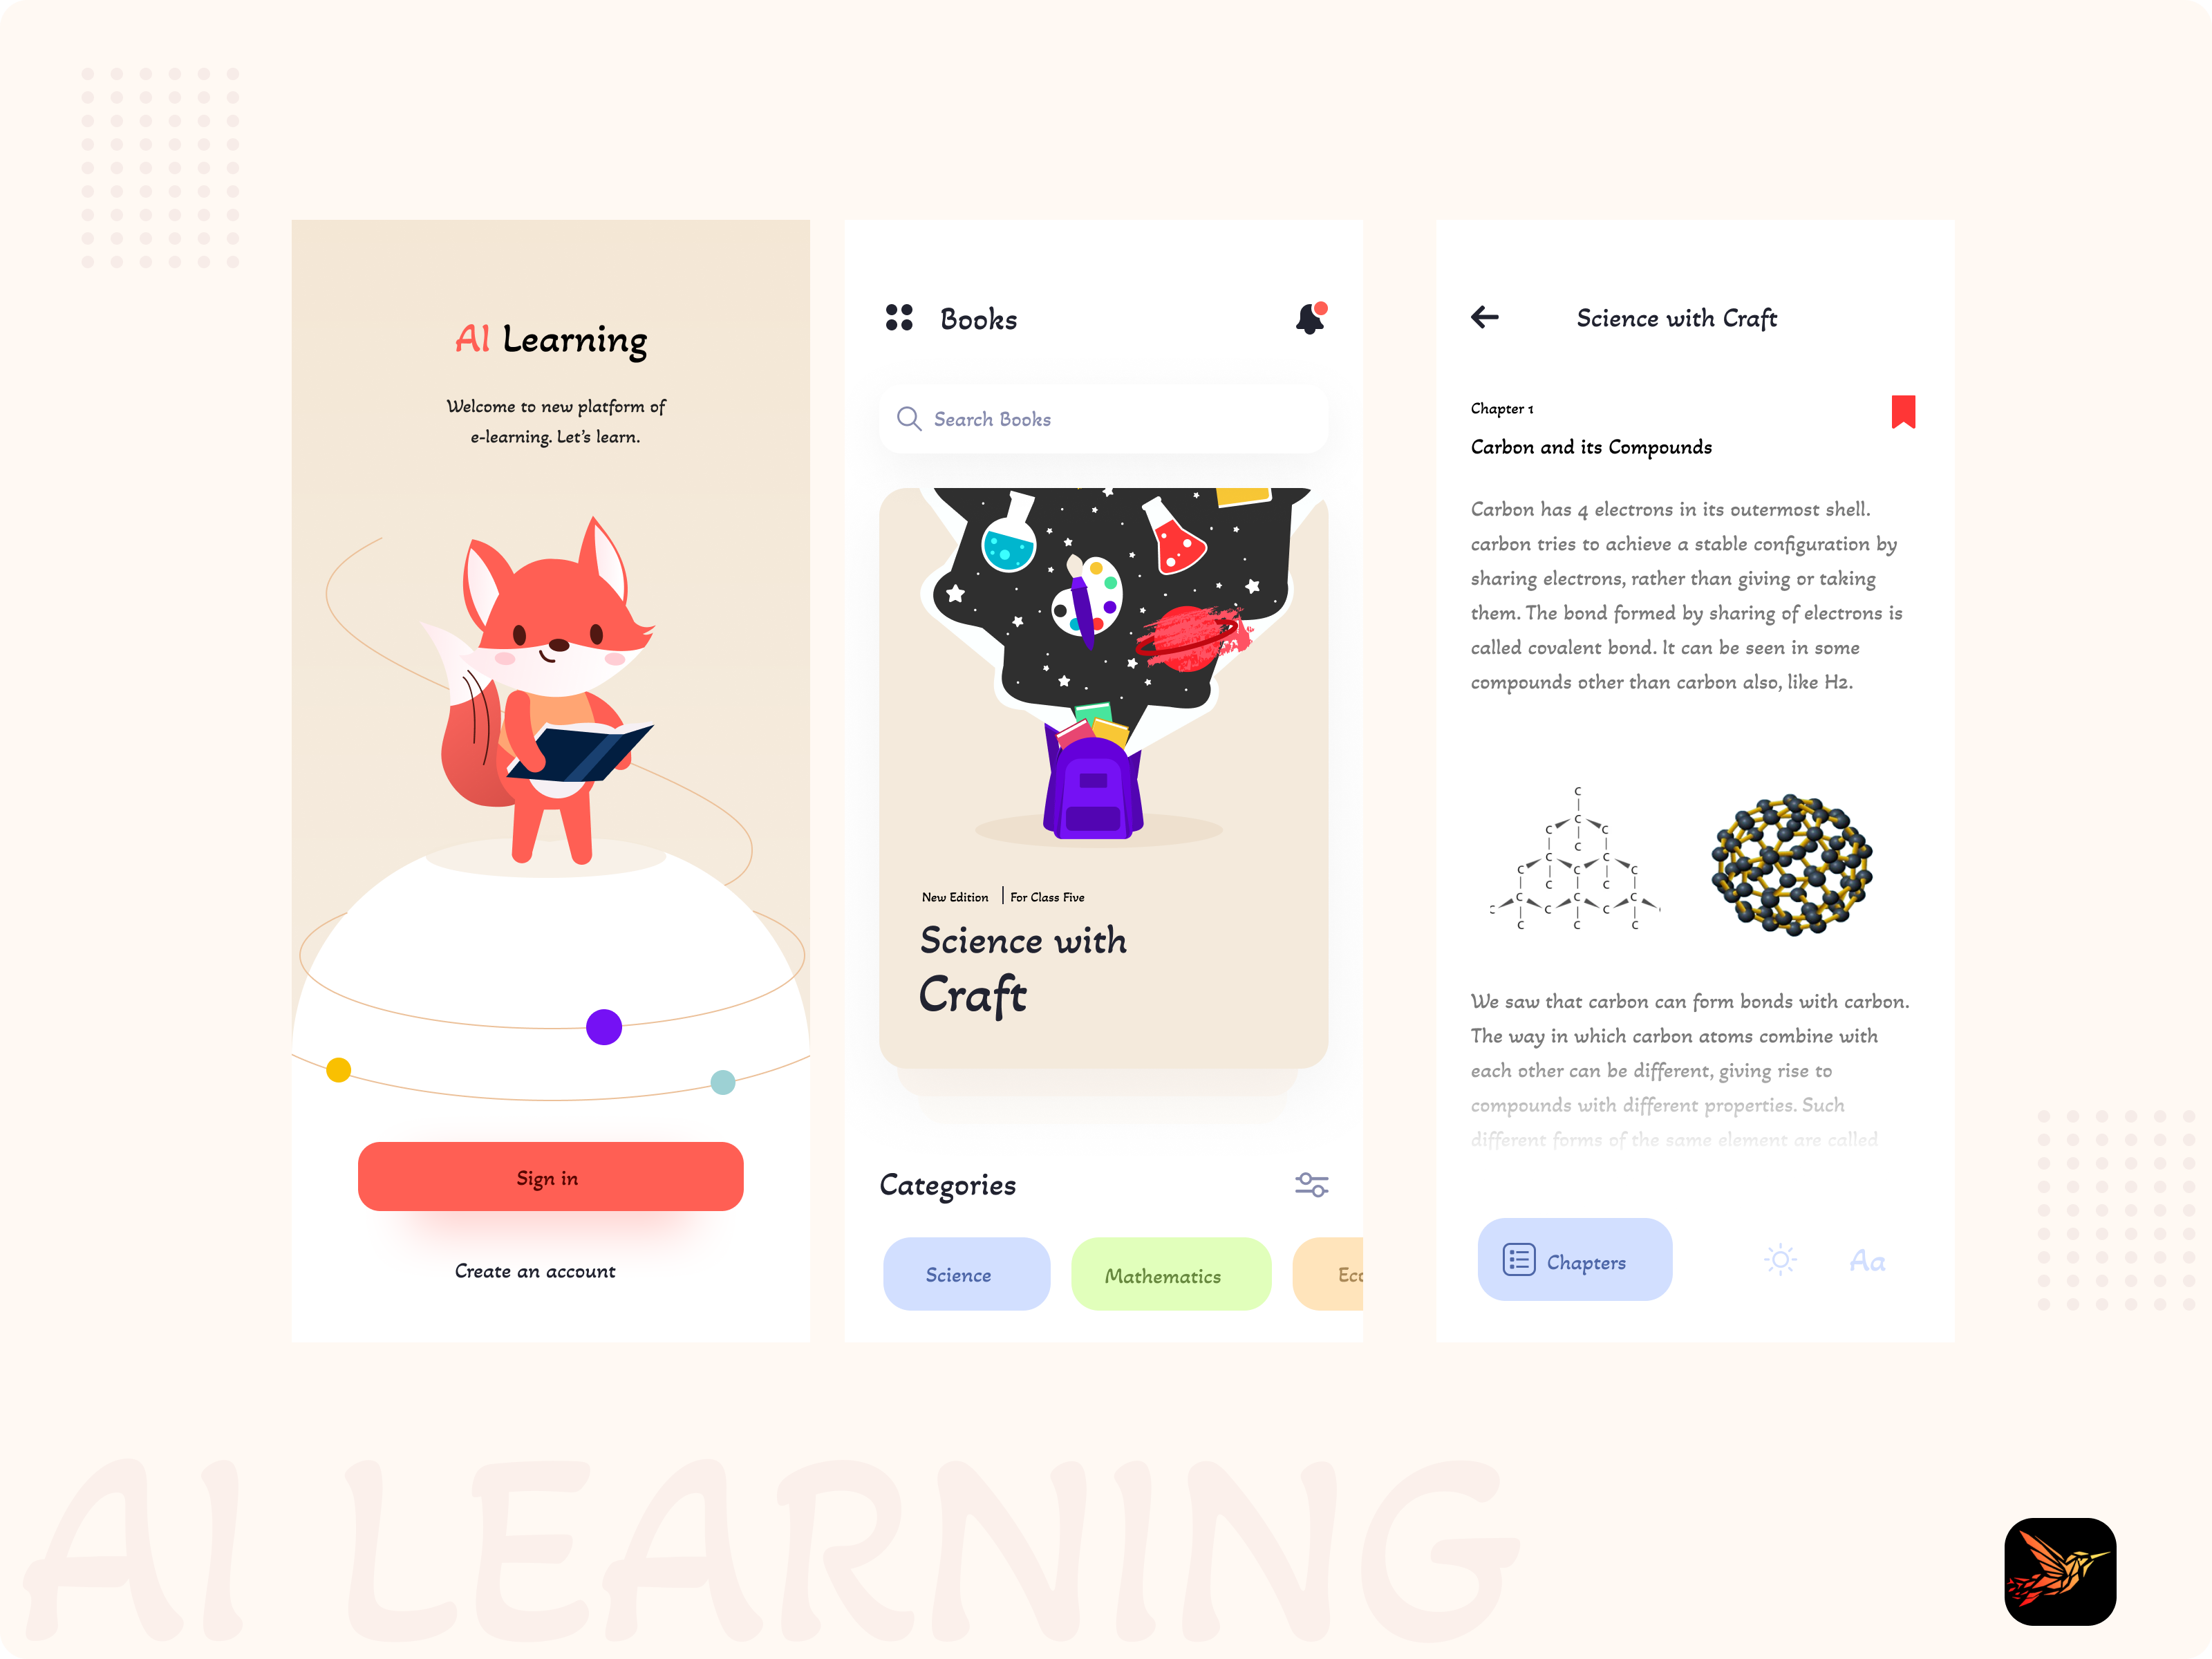 AI Learning
Welcome to new platform of
e-learning. Let's learn.
Sign in
Create an account
Books
Search Books
New Edition | For Class Five
Science with
Craft
Categories
Science
Mathematics
Science with Craft
Chapter 1
Carbon and its Compounds
Carbon has 4 electrons in its outermost shell.
carbon tries to achieve a stable configuration by
sharing electrons, rather than giving or taking
them. The bond formed by sharing of electrons is
called covalent bond. It can be seen in some
compounds other than carbon also, like H2.
C
C C
C
C C
C C C
C C
C C C
C C C C
C C C
We saw that carbon can form bonds with carbon.
The way in which carbon atoms combine with
each other can be different, giving rise to
compounds with different properties. Such
different forms of the same element are called
Chapters
Aa
AI LEARNING